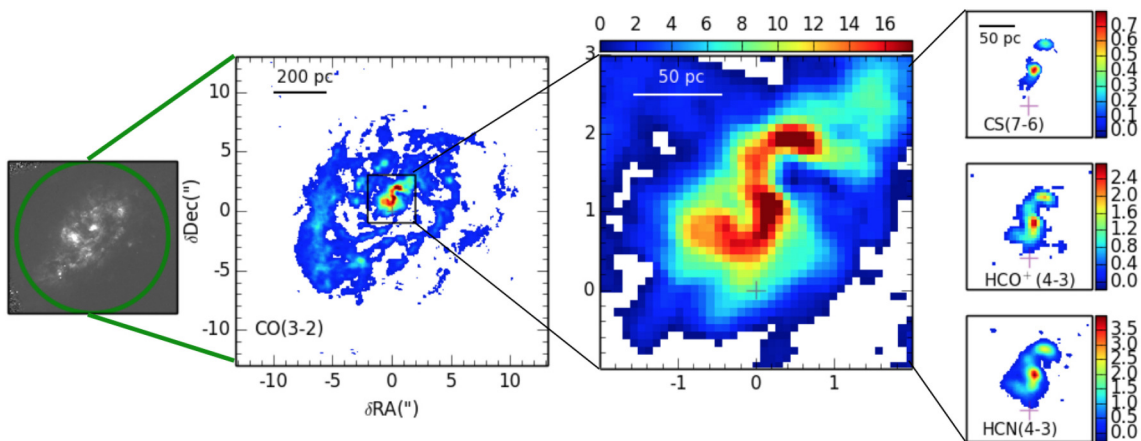 200 pc
10
5
0
-5
-10
δDec(")
CO(3-2)
-10 -5 0 5 10
δRA(")
0 2 4 6 8 10 12 14 16
50 pc
3
2
1
0
-1 0 1
50 pc
CS(7-6)
0.7
0.6
0.5
0.4
0.3
0.2
0.1
0.0
HCO⁺(4-3)
2.4
2.0
1.6
1.2
0.8
0.4
0.0
HCN(4-3)
3.5
3.0
2.5
2.0
1.5
1.0
0.5
0.0